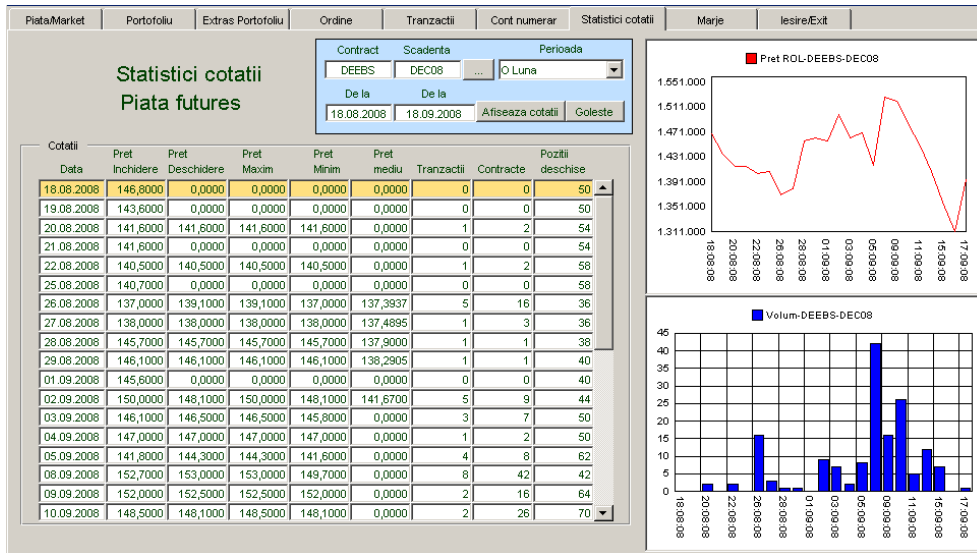 Piata/Market Portofoliu Extras Portofoliu Ordine Tranzactii Cont numerar Statistici cotatii Marje Iesire/Exit
Statistici cotatii
Piata futures
Contract Scadenta Perioada
DEEBS DEC08 ... O Luna
De la De la
18.08.2008 18.09.2008 Afiseaza cotatii Goleste
Cotatii
Data Pret Inchidere Pret Deschidere Pret Maxim Pret Minim Pret mediu Tranzactii Contracte Pozitii deschise
18.08.2008 146,8000 0,0000 0,0000 0,0000 0,0000 0 0 50
19.08.2008 143,6000 0,0000 0,0000 0,0000 0,0000 0 0 50
20.08.2008 141,6000 141,6000 141,6000 141,6000 0,0000 1 2 54
21.08.2008 141,6000 0,0000 0,0000 0,0000 0,0000 0 0 54
22.08.2008 140,5000 140,5000 140,5000 140,5000 0,0000 1 2 58
25.08.2008 140,7000 0,0000 0,0000 0,0000 0,0000 0 0 58
26.08.2008 137,0000 139,1000 139,1000 137,0000 137,3937 5 16 36
27.08.2008 138,0000 138,0000 138,0000 138,0000 137,4895 1 3 36
28.08.2008 145,7000 145,7000 145,7000 145,7000 137,9000 1 1 38
29.08.2008 146,1000 146,1000 146,1000 146,1000 138,2905 1 1 40
01.09.2008 145,6000 0,0000 0,0000 0,0000 0,0000 0 0 40
02.09.2008 150,0000 148,1000 150,0000 148,1000 141,6700 5 9 44
03.09.2008 146,1000 146,5000 146,5000 145,8000 0,0000 3 7 50
04.09.2008 147,0000 147,0000 147,0000 147,0000 0,0000 1 2 50
05.09.2008 141,8000 144,3000 144,3000 141,6000 0,0000 4 8 62
08.09.2008 152,7000 153,0000 153,0000 149,7000 0,0000 8 42 42
09.09.2008 152,0000 152,5000 152,5000 152,0000 0,0000 2 16 64
10.09.2008 148,5000 148,1000 148,5000 148,1000 0,0000 2 26 70
Pret ROL-DEEBS-DEC08
1.551.000
1.511.000
1.471.000
1.431.000
1.391.000
1.351.000
1.311.000
18:08:08 20:08:08 22:08:08 26:08:08 28:08:08 01:09:08 03:09:08 05:09:08 09:09:08 11:09:08 15:09:08 17:09:08
Volum-DEEBS-DEC08
45
40
35
30
25
20
15
10
5
0
18:08:08 20:08:08 22:08:08 26:08:08 28:08:08 01:09:08 03:09:08 05:09:08 09:09:08 11:09:08 15:09:08 17:09:08